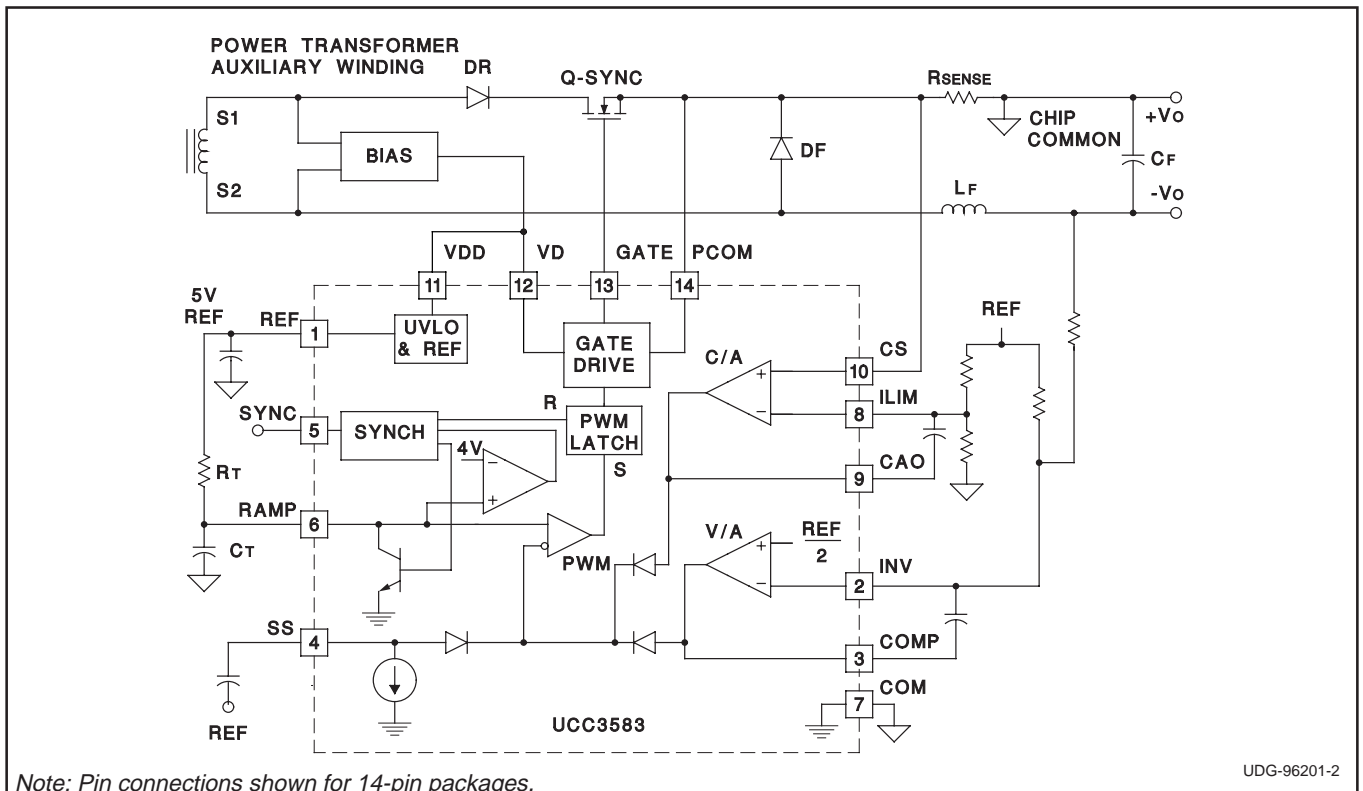 POWER TRANSFORMER
AUXILIARY WINDING
DR
Q-SYNC
RSENSE
S1
S2
BIAS
DF
CHIP
COMMON
+VO
CF
LF
-VO
VDD
VD
GATE
PCOM
11
12
13
14
5V
REF
REF
1
UVLO
& REF
GATE
DRIVE
C/A
+
−
CS
10
ILIM
8
REF
SYNC
5
SYNCH
R
PWM
LATCH
S
4V
−
+
CAO
9
RT
RAMP
6
CT
PWM
V/A
+
−
REF
2
INV
2
SS
4
COMP
3
COM
7
REF
UCC3583
Note: Pin connections shown for 14-pin packages.
UDG-96201-2